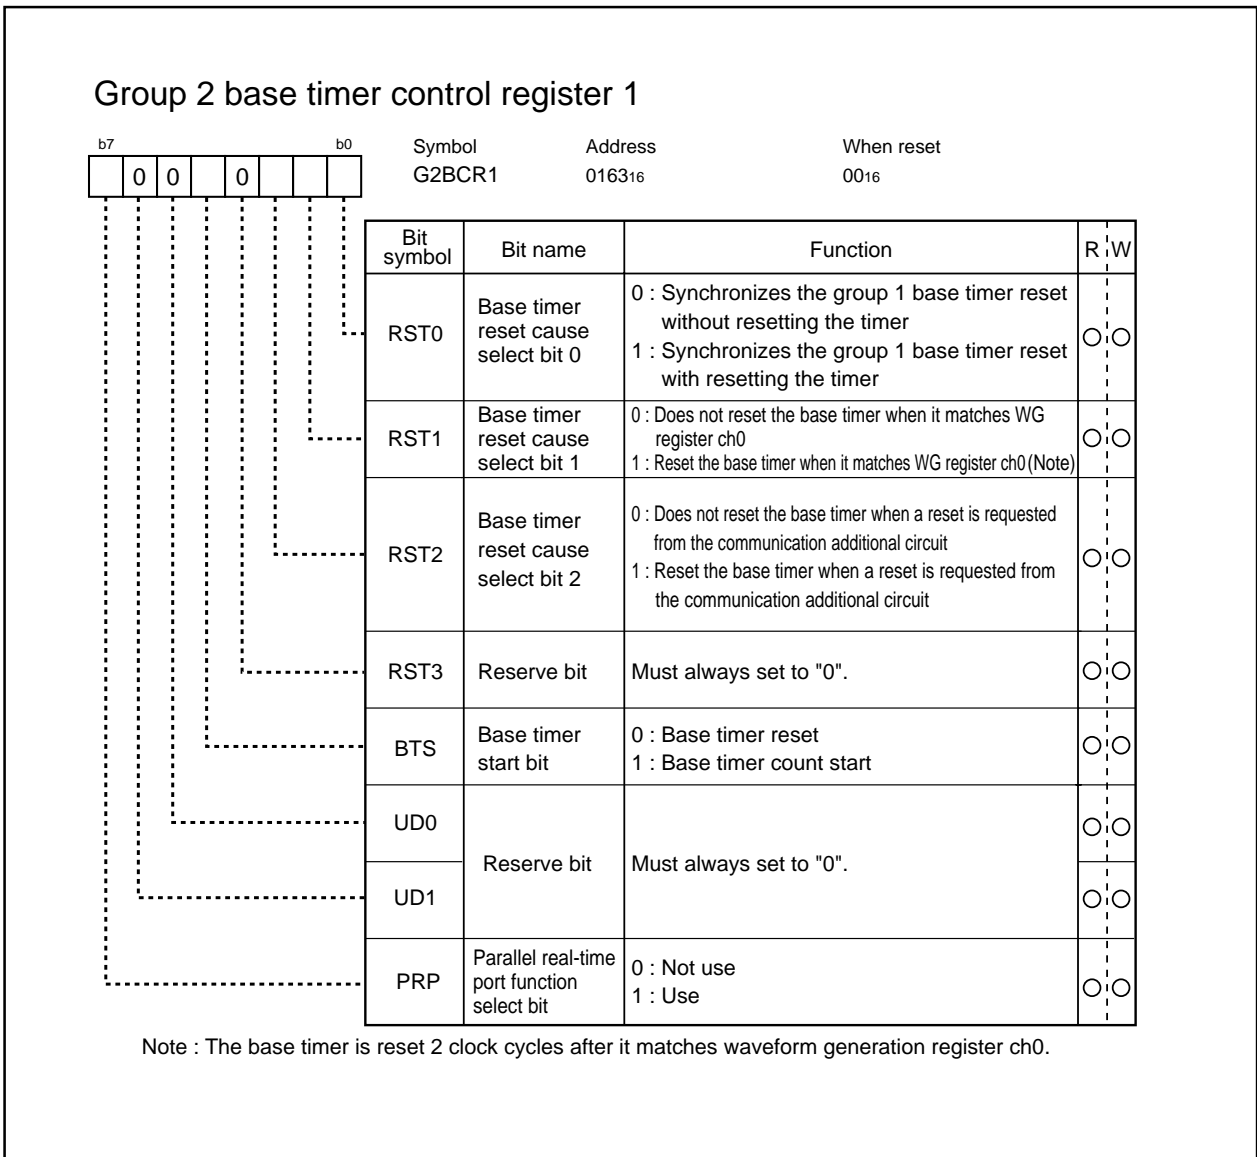 Group 2 base timer control register 1
b7 b0 Symbol Address When reset
0 0 0 G2BCR1 016316 0016
Bit symbol Bit name Function R W
RST0
Base timer
reset cause
select bit 0
0 : Synchronizes the group 1 base timer reset
without resetting the timer
1 : Synchronizes the group 1 base timer reset
with resetting the timer
RST1
Base timer
reset cause
select bit 1
0 : Does not reset the base timer when it matches WG
register ch0
1 : Reset the base timer when it matches WG register ch0(Note)
RST2
Base timer
reset cause
select bit 2
0 : Does not reset the base timer when a reset is requested
from the communication additional circuit
1 : Reset the base timer when a reset is requested from
the communication additional circuit
RST3 Reserve bit Must always set to "0".
BTS
Base timer
start bit
0 : Base timer reset
1 : Base timer count start
UD0
Reserve bit Must always set to "0".
UD1
PRP
Parallel real-time
port function
select bit
0 : Not use
1 : Use
Note : The base timer is reset 2 clock cycles after it matches waveform generation register ch0.